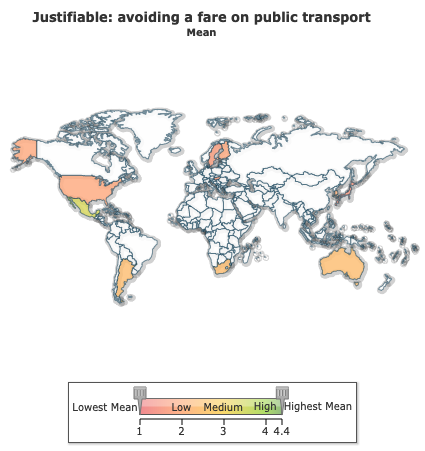 Justifiable: avoiding a fare on public transport
Mean
Lowest Mean Low Medium High Highest Mean
1 2 3 4 4.4